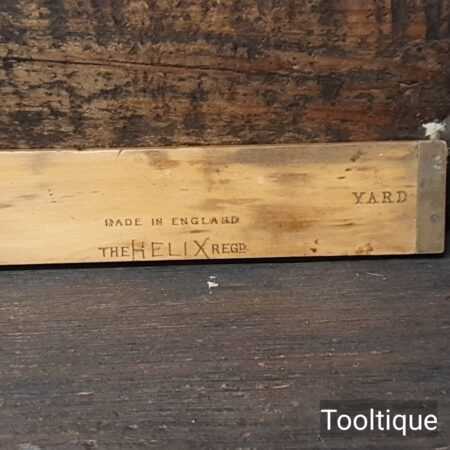 YARD
MADE IN ENGLAND
THE HELIX REGD.
Tooltique